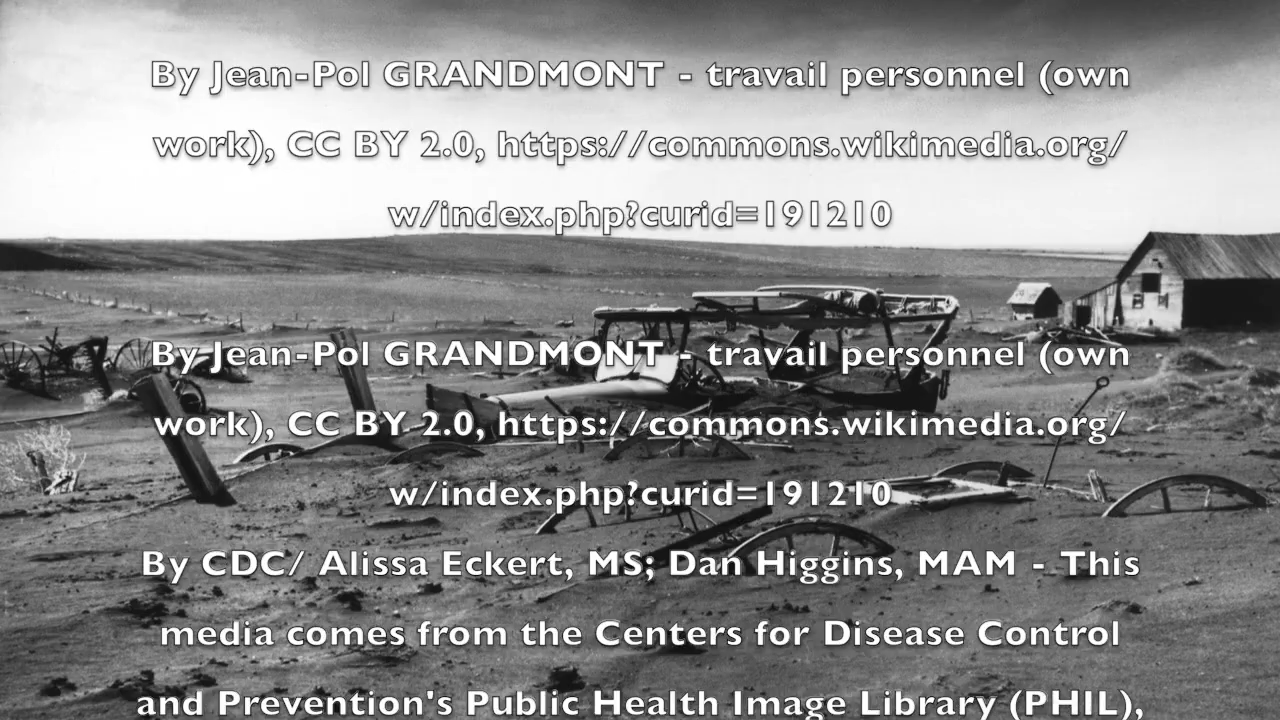 By Jean-Pol GRANDMONT - travail personnel (own
work), CC BY 2.0, https://commons.wikimedia.org/
w/index.php?curid=191210
By Jean-Pol GRANDMONT - travail personnel (own
work), CC BY 2.0, https://commons.wikimedia.org/
w/index.php?curid=191210
By CDC/ Alissa Eckert, MS; Dan Higgins, MAM - This
media comes from the Centers for Disease Control
and Prevention's Public Health Image Library (PHIL),